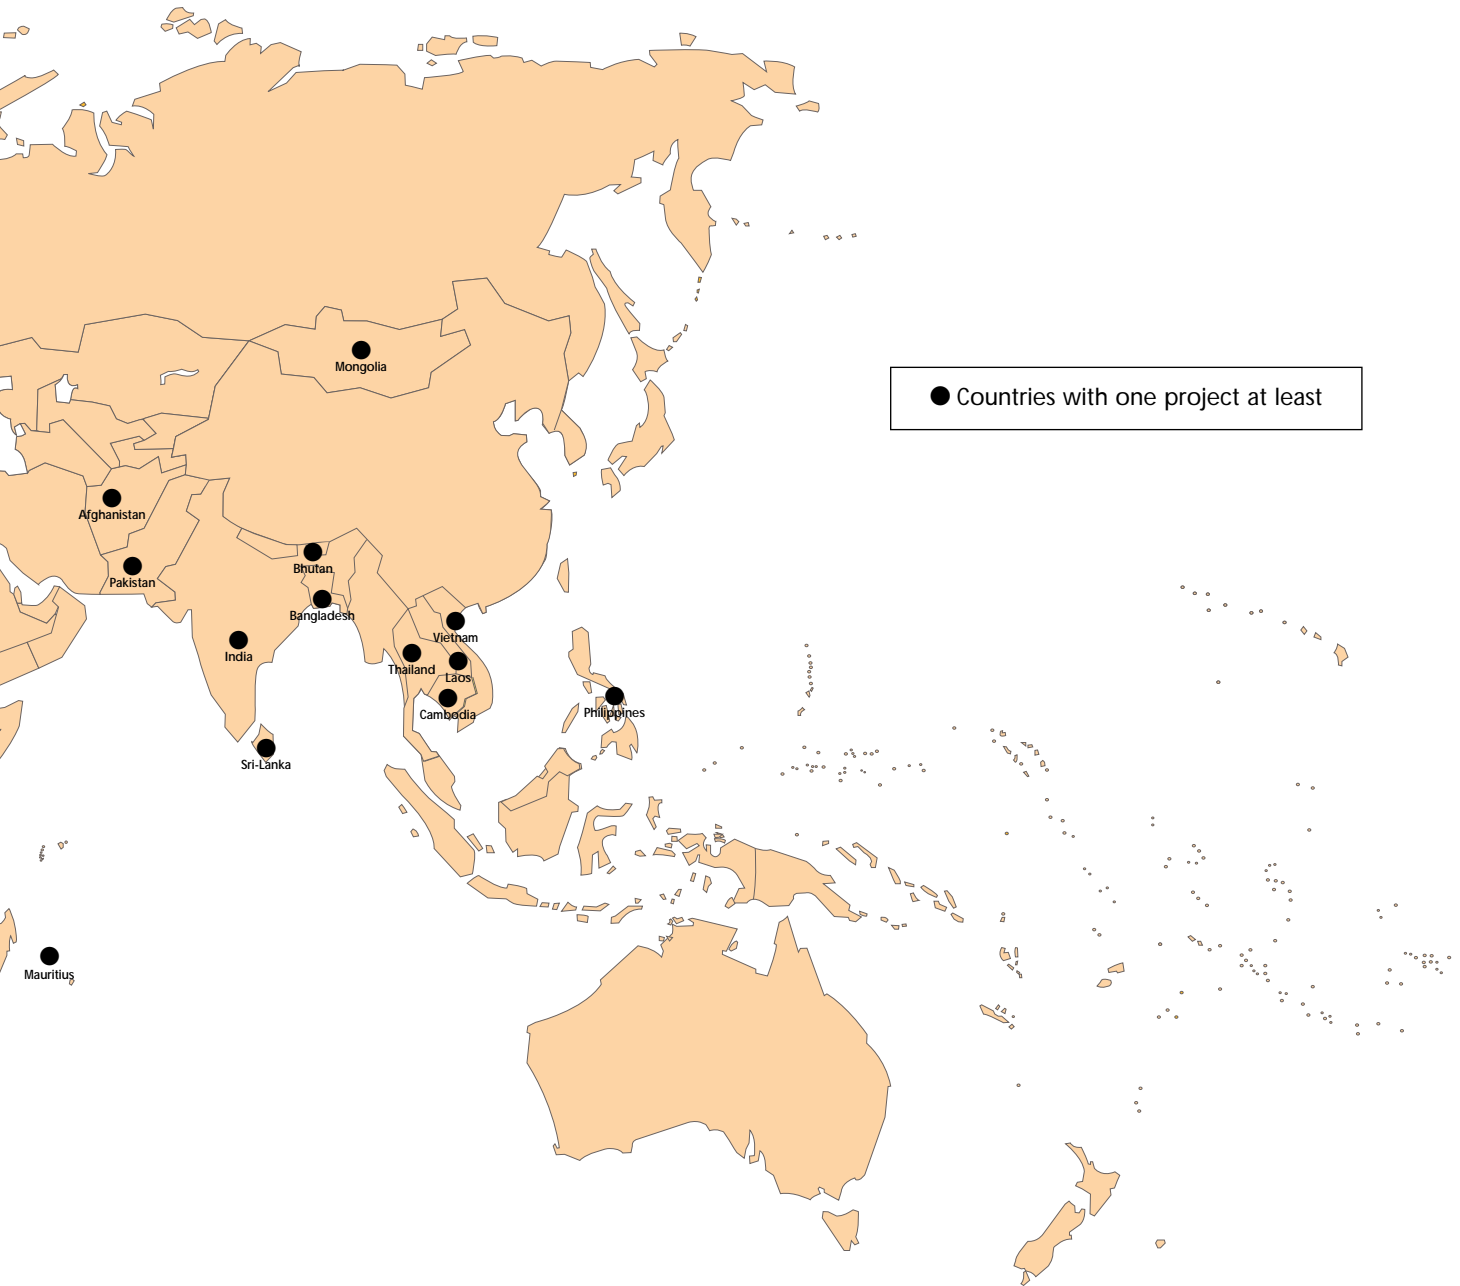 Mongolia
Countries with one project at least
Afghanistan
Bhutan
Pakistan
Bangladesh
Vietnam
India
Thailand
Laos
Cambodia
Philippines
Sri-Lanka
Mauritius